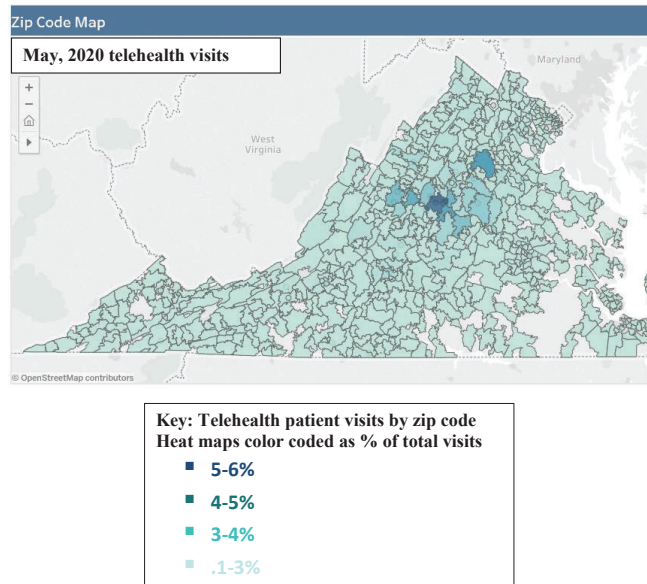 Zip Code Map
May, 2020 telehealth visits
Maryland
West
Virginia
© OpenStreetMap contributors
Key: Telehealth patient visits by zip code
Heat maps color coded as % of total visits
5-6%
4-5%
3-4%
.1-3%